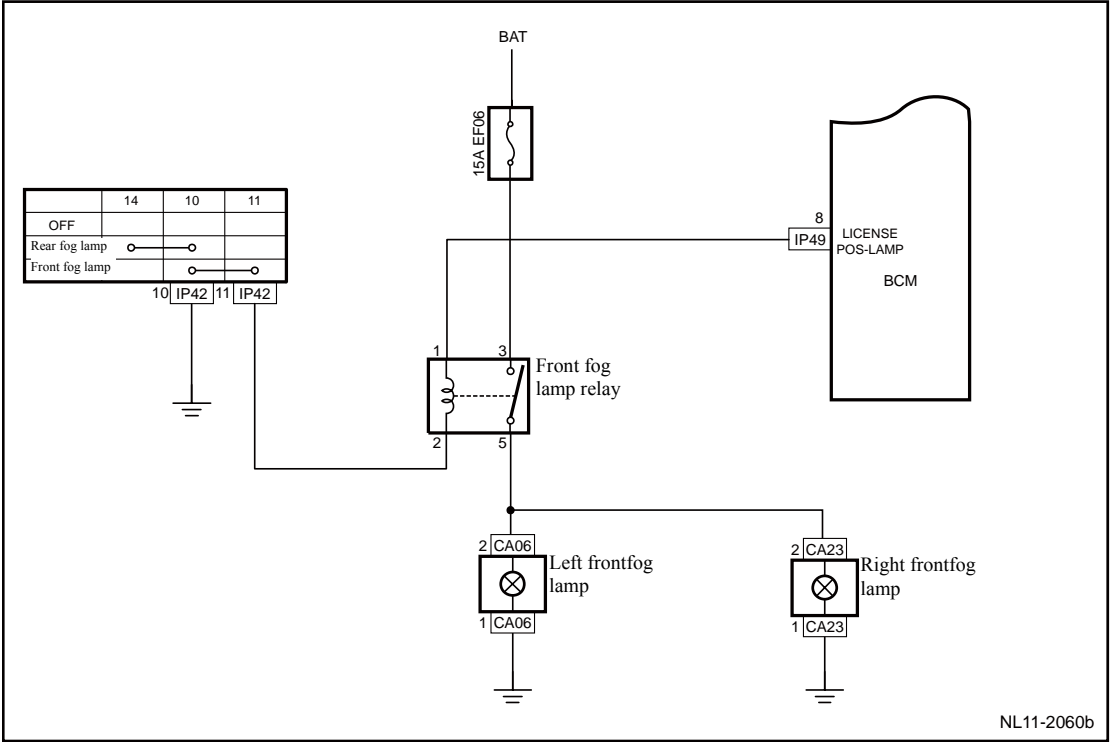 BAT
15A EF06
14 10 11
OFF
Rear fog lamp
Front fog lamp
10 IP42 11 IP42
8
IP49
LICENSE
POS-LAMP
BCM
1 3
Front fog
lamp relay
2 5
2 CA06
Left frontfog
lamp
1 CA06
2 CA23
Right frontfog
lamp
1 CA23
NL11-2060b